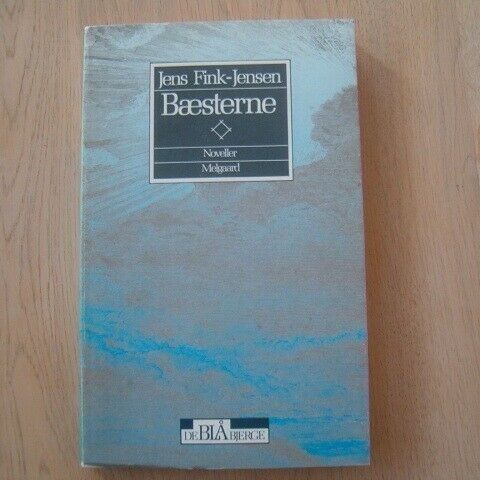 Jens Fink-Jensen
Bæsterne
Noveller
Melgaard
DE BLÅ BJERGE